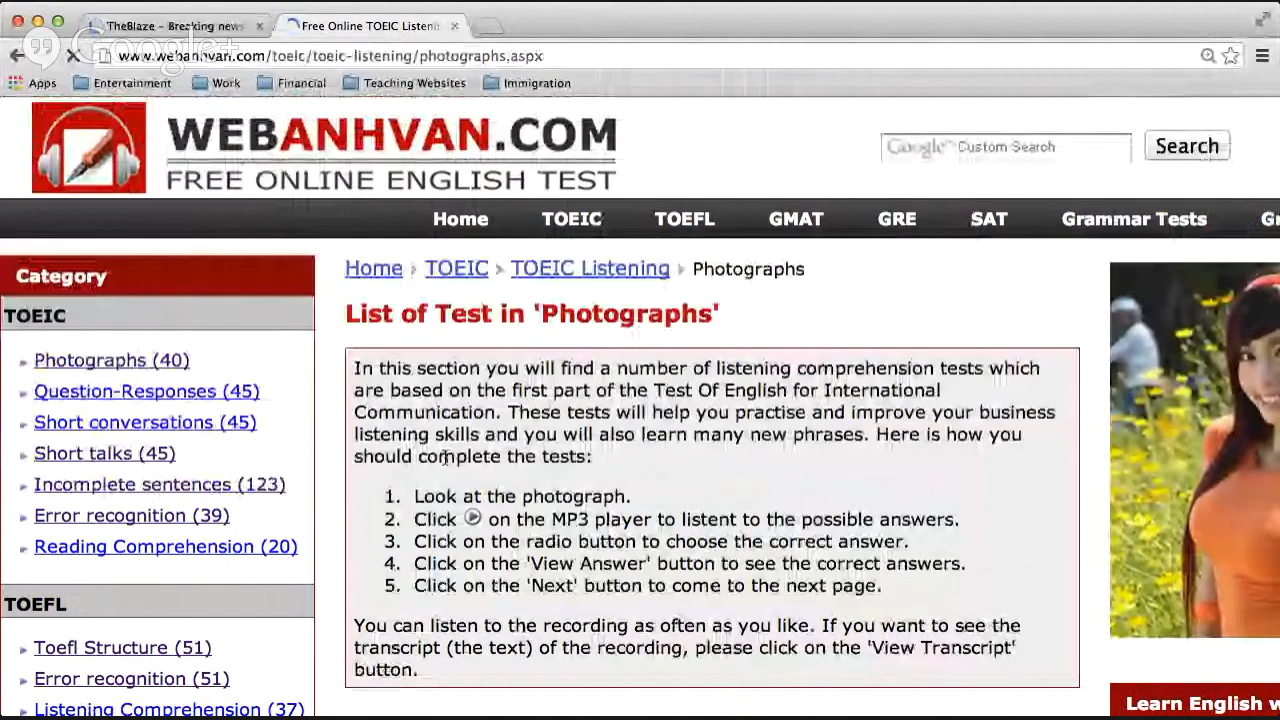 TheBlaze - Breaking news
Free Online TOEIC Listeni
Google+
www.webanhvan.com/toeic/toeic-listening/photographs.aspx
Apps Entertainment Work Financial Teaching Websites Immigration
WEBANHVAN.COM
FREE ONLINE ENGLISH TEST
Google™ Custom Search Search
Home TOEIC TOEFL GMAT GRE SAT Grammar Tests Gr
Category
TOEIC
Photographs (40)
Question-Responses (45)
Short conversations (45)
Short talks (45)
Incomplete sentences (123)
Error recognition (39)
Reading Comprehension (20)
TOEFL
Toefl Structure (51)
Error recognition (51)
Listening Comprehension (37)
Home TOEIC TOEIC Listening Photographs
List of Test in 'Photographs'
In this section you will find a number of listening comprehension tests which
are based on the first part of the Test Of English for International
Communication. These tests will help you practise and improve your business
listening skills and you will also learn many new phrases. Here is how you
should complete the tests:
1. Look at the photograph.
2. Click on the MP3 player to listent to the possible answers.
3. Click on the radio button to choose the correct answer.
4. Click on the 'View Answer' button to see the correct answers.
5. Click on the 'Next' button to come to the next page.
You can listen to the recording as often as you like. If you want to see the
transcript (the text) of the recording, please click on the 'View Transcript'
button.
Learn English w